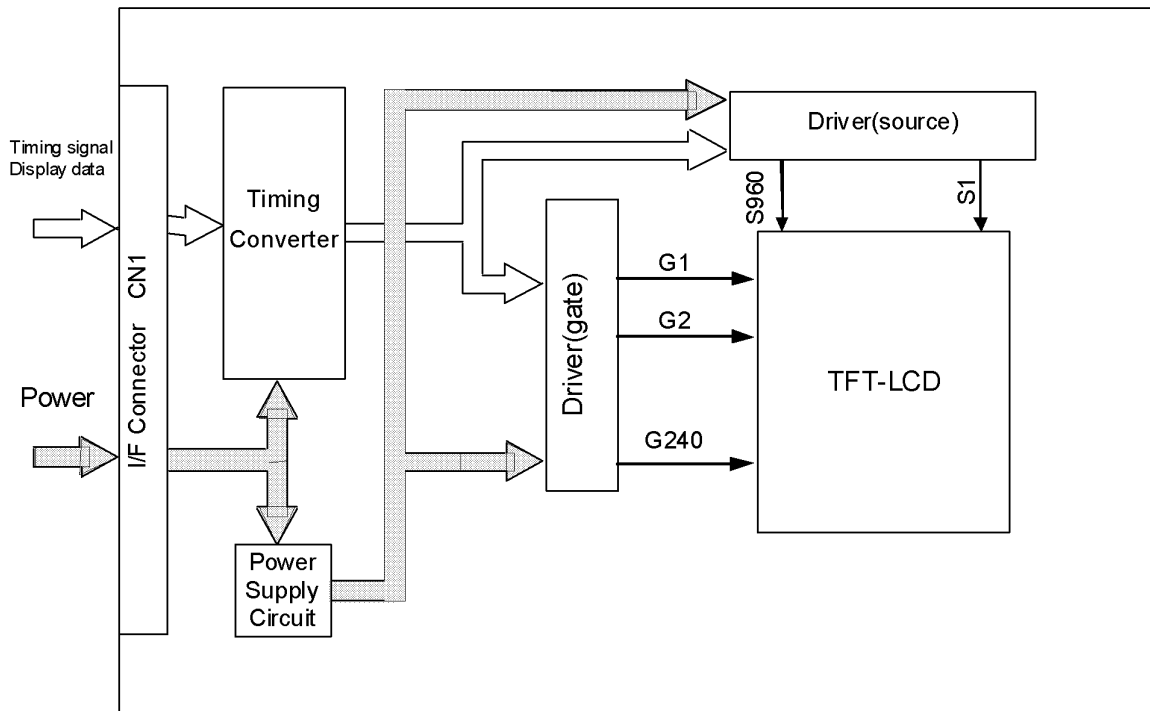 Timing signal
Display data
Power
I/F Connector CN1
Timing
Converter
Power
Supply
Circuit
Driver(gate)
Driver(source)
S960
S1
G1
G2
G240
TFT-LCD